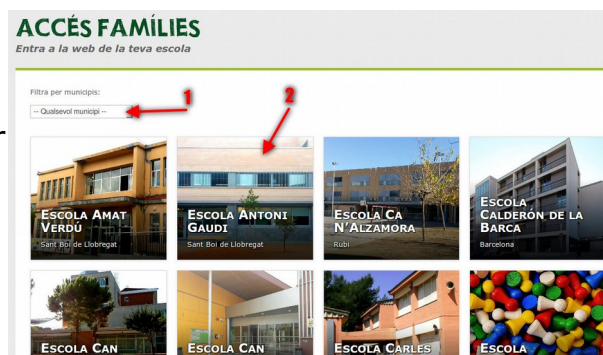 ACCÉS FAMÍLIES
Entra a la web de la teva escola
Filtra per municipis:
-- Qualsevol municipi --
1
2
r
ESCOLA AMAT
VERDÚ
Sant Boi de Llobregat
ESCOLA ANTONI
GAUDI
Sant Boi de Llobregat
ESCOLA CA
N'ALZAMORA
Rubí
ESCOLA
CALDERÓN DE LA
BARCA
Barcelona
ESCOLA CAN
ESCOLA CAN
ESCOLA CARLES
ESCOLA